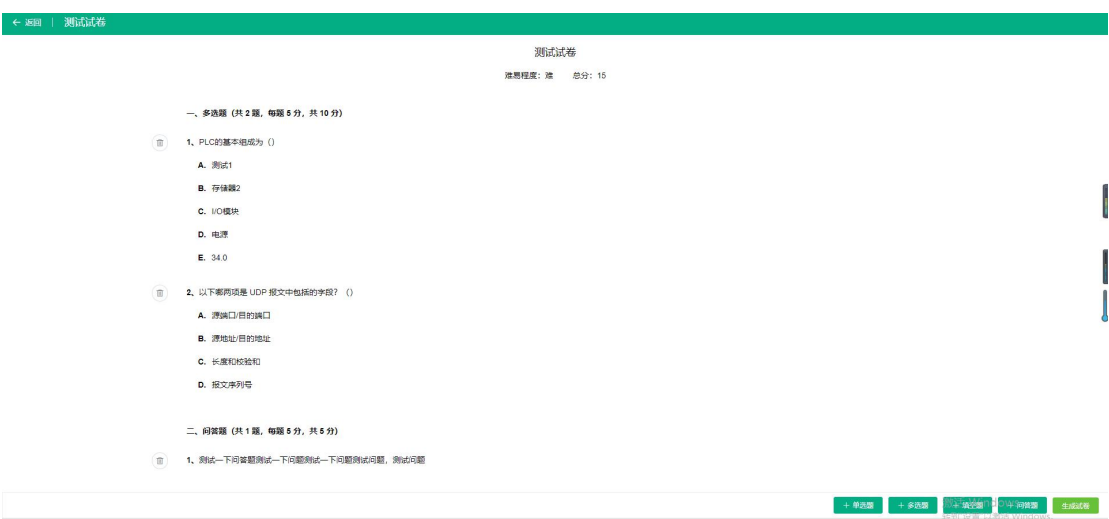 ← 返回 | 测试试卷
测试试卷
难易程度：难 总分：15
一、多选题（共 2 题，每题 5 分，共 10 分）
1、PLC的基本组成为（）
A. 测试1
B. 存储器2
C. I/O模块
D. 电源
E. 34.0
2、以下哪两项是 UDP 报文中包括的字段？（）
A. 源端口/目的端口
B. 源地址/目的地址
C. 长度和校验和
D. 报文序列号
二、问答题（共 1 题，每题 5 分，共 5 分）
1、测试一下问答题测试一下问题测试一下问题测试问题，测试问题
+ 单选题 + 多选题 + 填空题 + 问答题 生成试卷